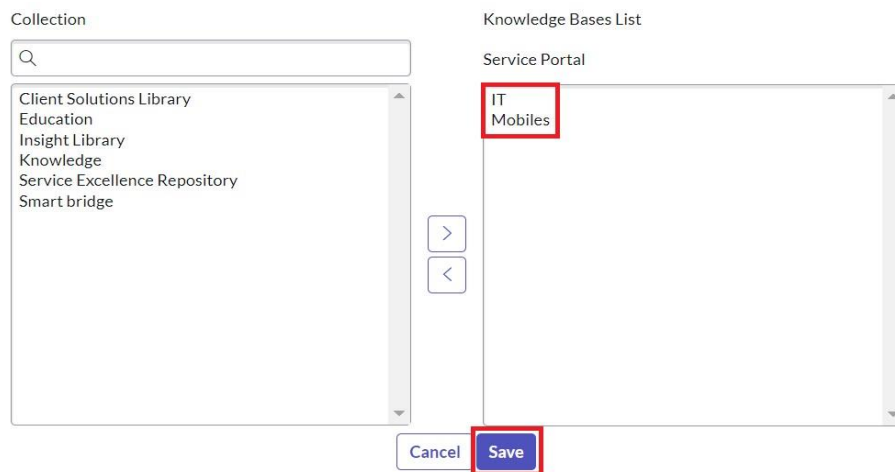 Collection
Client Solutions Library
Education
Insight Library
Knowledge
Service Excellence Repository
Smart bridge
Knowledge Bases List
Service Portal
IT
Mobiles
Cancel
Save